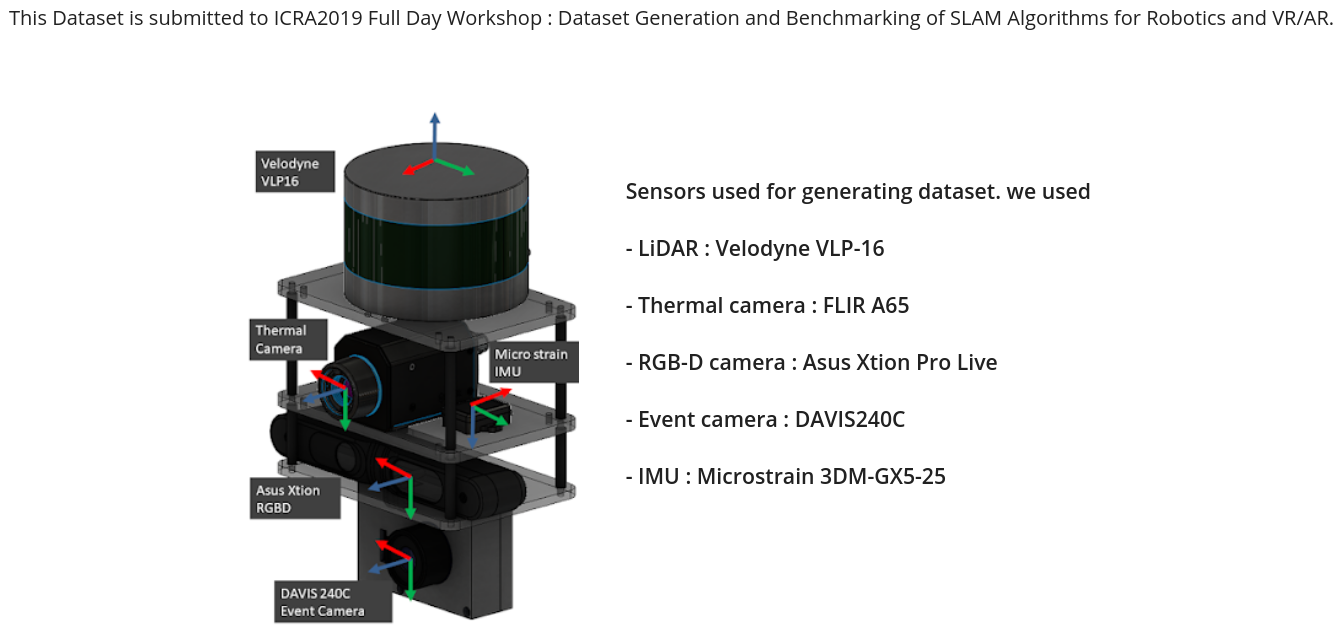 This Dataset is submitted to ICRA2019 Full Day Workshop : Dataset Generation and Benchmarking of SLAM Algorithms for Robotics and VR/AR.
Velodyne
VLP16
Thermal
Camera
Micro strain
IMU
Asus Xtion
RGBD
DAVIS 240C
Event Camera
Sensors used for generating dataset. we used
- LiDAR : Velodyne VLP-16
- Thermal camera : FLIR A65
- RGB-D camera : Asus Xtion Pro Live
- Event camera : DAVIS240C
- IMU : Microstrain 3DM-GX5-25